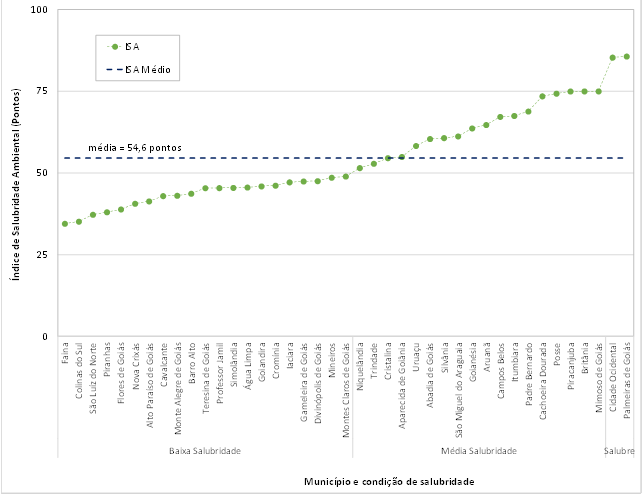 Índice de Salubridade Ambiental (Pontos)
100
75
50
25
0
ISA
ISA Médio
média = 54,6 pontos
Faina
Colinas do Sul
São Luiz do Norte
Piranhas
Flores de Goiás
Nova Crixás
Alto Paraíso de Goiás
Cavalcante
Monte Alegre de Goiás
Barro Alto
Teresina de Goiás
Professor Jamil
Simolândia
Água Limpa
Goiandira
Cromínia
Iaciara
Gameleira de Goiás
Divinópolis de Goiás
Mineiros
Montes Claros de Goiás
Niquelândia
Trindade
Cristalina
Aparecida de Goiânia
Uruaçu
Abadia de Goiás
Silvânia
São Miguel do Araguaia
Goianésia
Aruanã
Campos Belos
Itumbiara
Padre Bernardo
Cachoeira Dourada
Posse
Piracanjuba
Britânia
Mimoso de Goiás
Cidade Ocidental
Palmeiras de Goiás
Baixa Salubridade
Média Salubridade
Salubre
Município e condição de salubridade